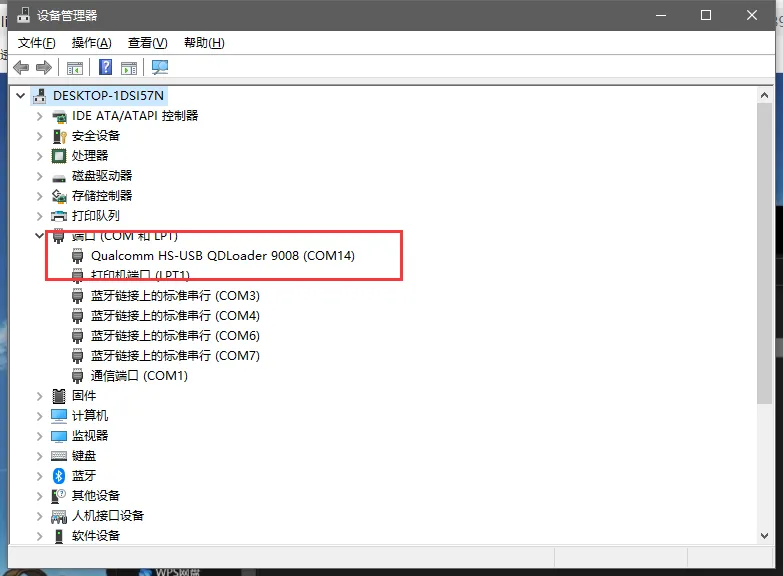 设备管理器
文件(F) 操作(A) 查看(V) 帮助(H)
DESKTOP-1DSI57N
IDE ATA/ATAPI 控制器
安全设备
处理器
磁盘驱动器
存储控制器
打印队列
端口 (COM 和 LPT)
Qualcomm HS-USB QDLoader 9008 (COM14)
打印机端口 (LPT1)
蓝牙链接上的标准串行 (COM3)
蓝牙链接上的标准串行 (COM4)
蓝牙链接上的标准串行 (COM6)
蓝牙链接上的标准串行 (COM7)
通信端口 (COM1)
固件
计算机
监视器
键盘
蓝牙
其他设备
人机接口设备
软件设备
WPS网盘